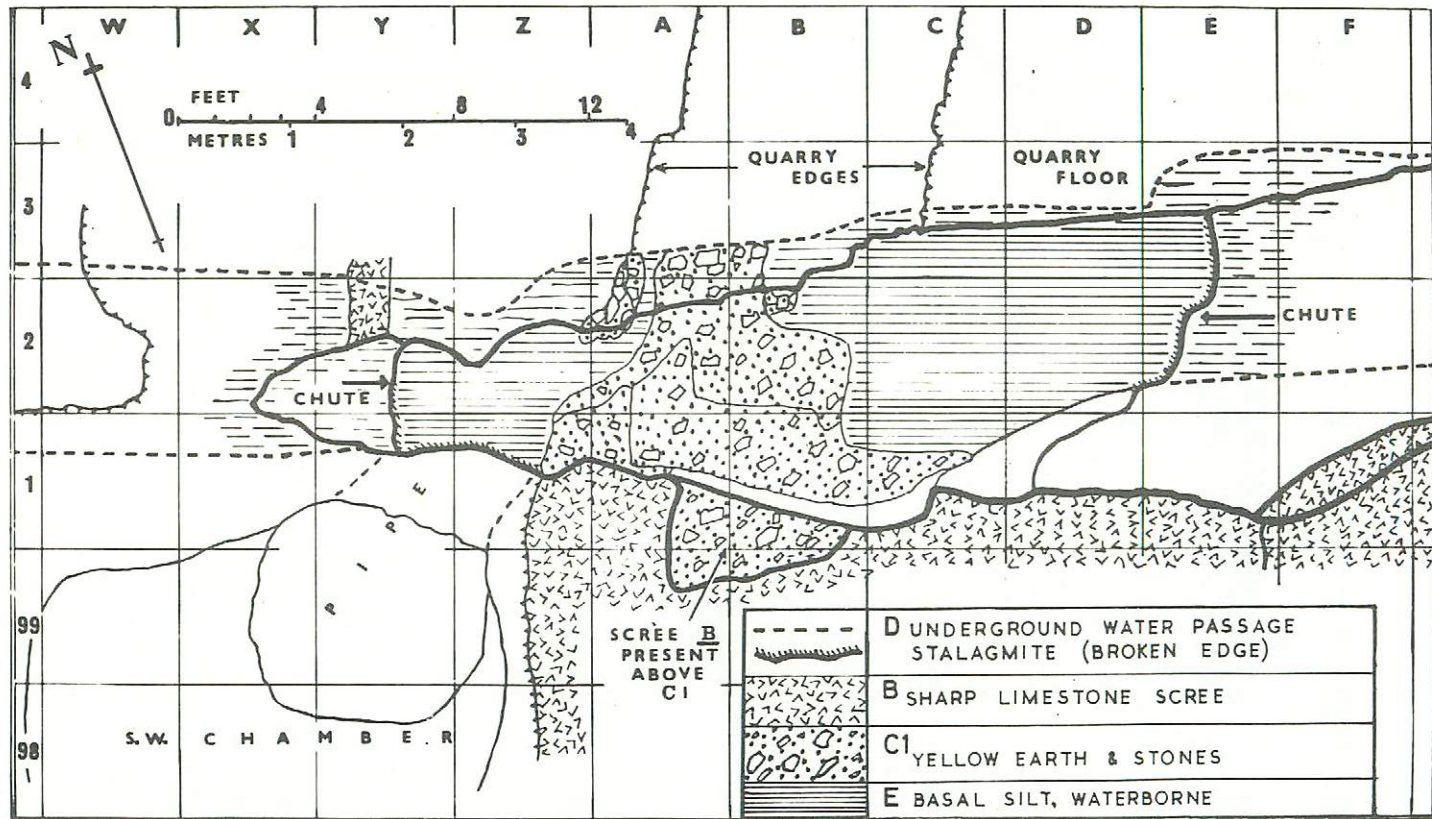 W X Y Z A B C D E F
N
4
FEET 4 8 12
0
METRES 1 2 3 4
QUARRY
EDGES
QUARRY
FLOOR
3
2
CHUTE
CHUTE
1
PIPE
99
SCREE B
PRESENT
ABOVE
C1
98
S.W. CHAMBER
D UNDERGROUND WATER PASSAGE
STALAGMITE (BROKEN EDGE)
B SHARP LIMESTONE SCREE
C1 YELLOW EARTH & STONES
E BASAL SILT, WATERBORNE